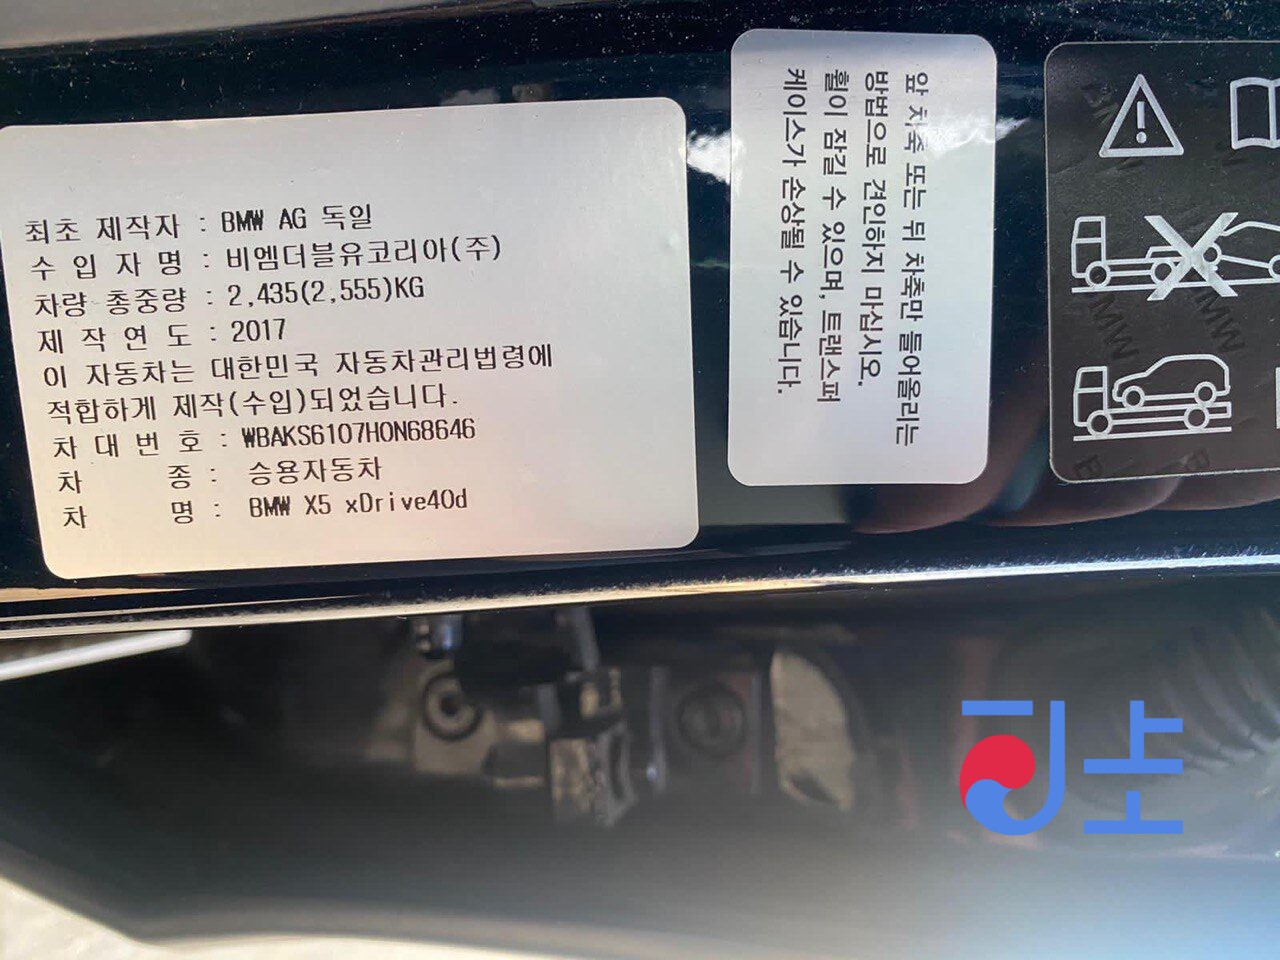 최초 제작자 : BMW AG 독일
수 입 자 명 : 비엠더블유코리아(주)
차량 총중량 : 2,435(2,555)KG
제 작 연 도 : 2017
이 자동차는 대한민국 자동차관리법령에
적합하게 제작(수입)되었습니다.
차 대 번 호 : WBAKS6107H0N68646
차 종 : 승용자동차
차 명 : BMW X5 xDrive40d
앞 차축 또는 뒤 차축만 들어올리는
방법으로 견인하지 마십시오.
휠이 잠길 수 있으며, 트랜스퍼
케이스가 손상될 수 있습니다.
BMW
BMW
BMW